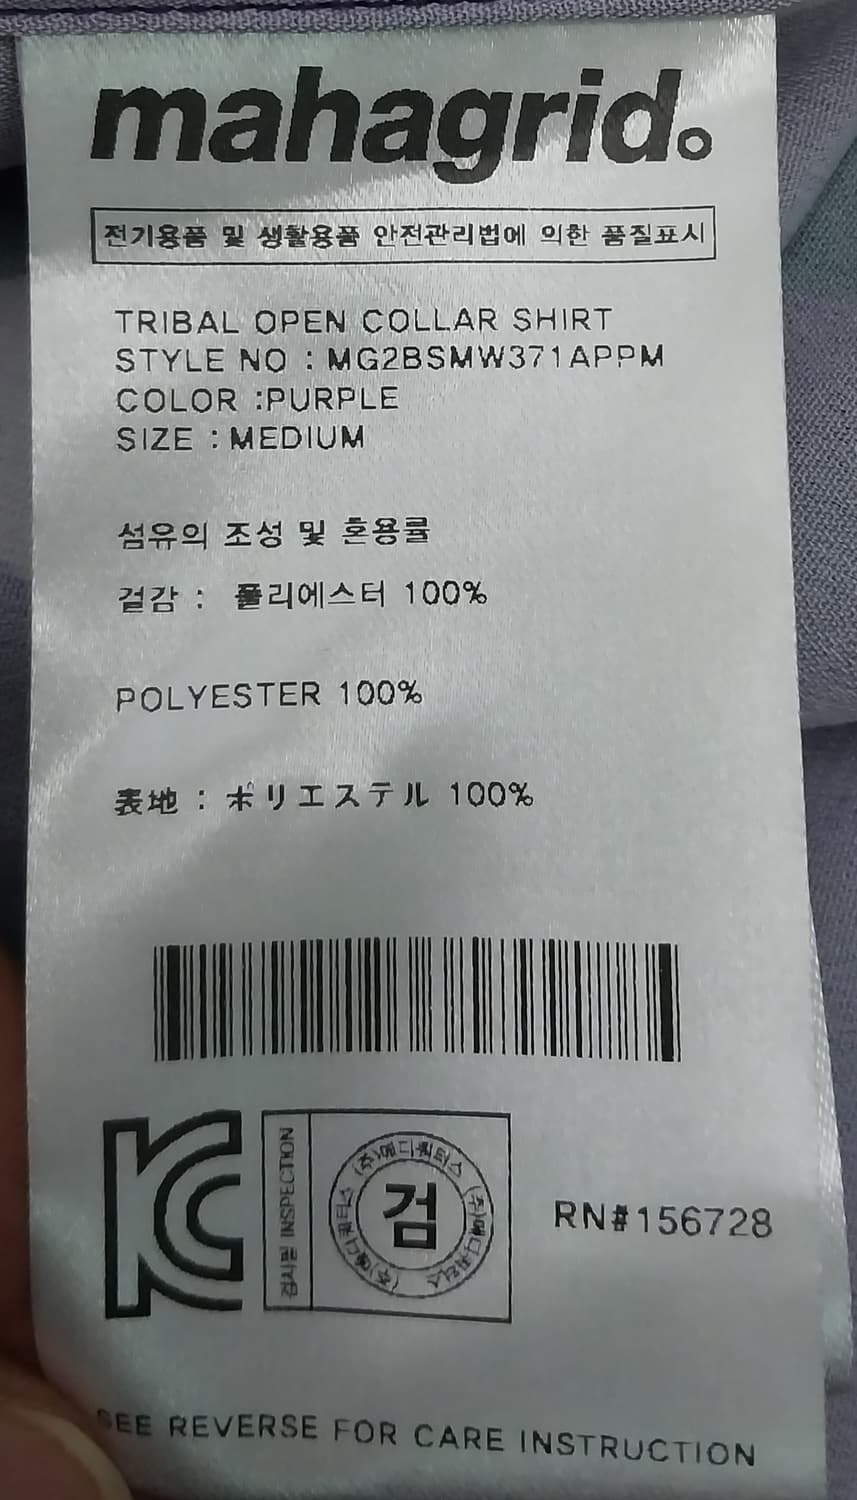 mahagrid.
전기용품 및 생활용품 안전관리법에 의한 품질표시
TRIBAL OPEN COLLAR SHIRT
STYLE NO : MG2BSMW371APPM
COLOR :PURPLE
SIZE : MEDIUM
섬유의 조성 및 혼용률
겉감 : 폴리에스터 100%
POLYESTER 100%
表地 : ポリエステル 100%
KC
검사필 INSPECTION
검
RN#156728
SEE REVERSE FOR CARE INSTRUCTION